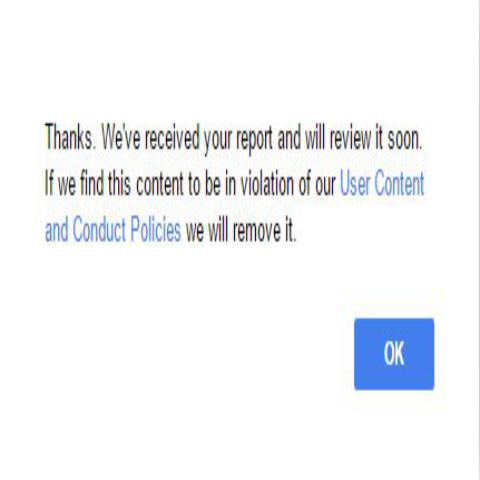 Thanks. We've received your report and will review it soon.
If we find this content to be in violation of our User Content
and Conduct Policies we will remove it.
OK